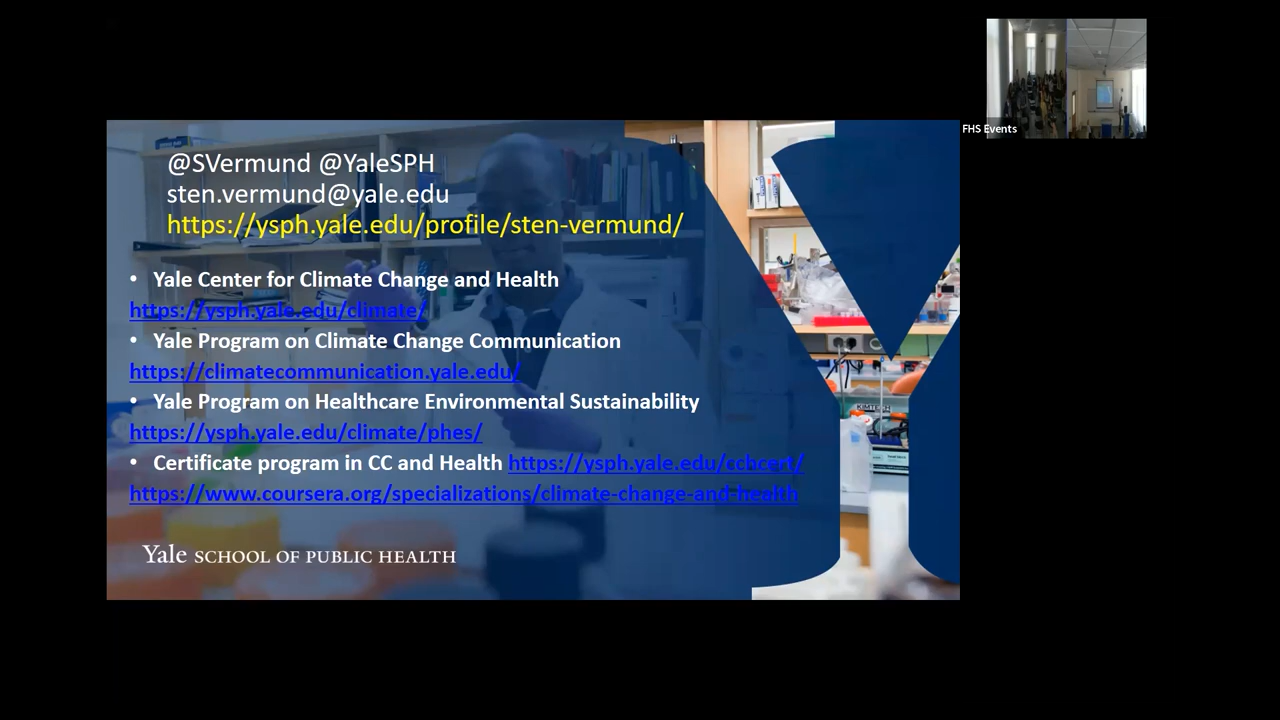 @SVermund @YaleSPH
sten.vermund@yale.edu
https://ysph.yale.edu/profile/sten-vermund/
• Yale Center for Climate Change and Health
https://ysph.yale.edu/climate/
• Yale Program on Climate Change Communication
https://climatecommunication.yale.edu/
• Yale Program on Healthcare Environmental Sustainability
https://ysph.yale.edu/climate/phes/
• Certificate program in CC and Health https://ysph.yale.edu/ccbcert/
https://www.coursera.org/specializations/climate-change-and-health
Yale SCHOOL OF PUBLIC HEALTH
KIMTECH
FHS Events